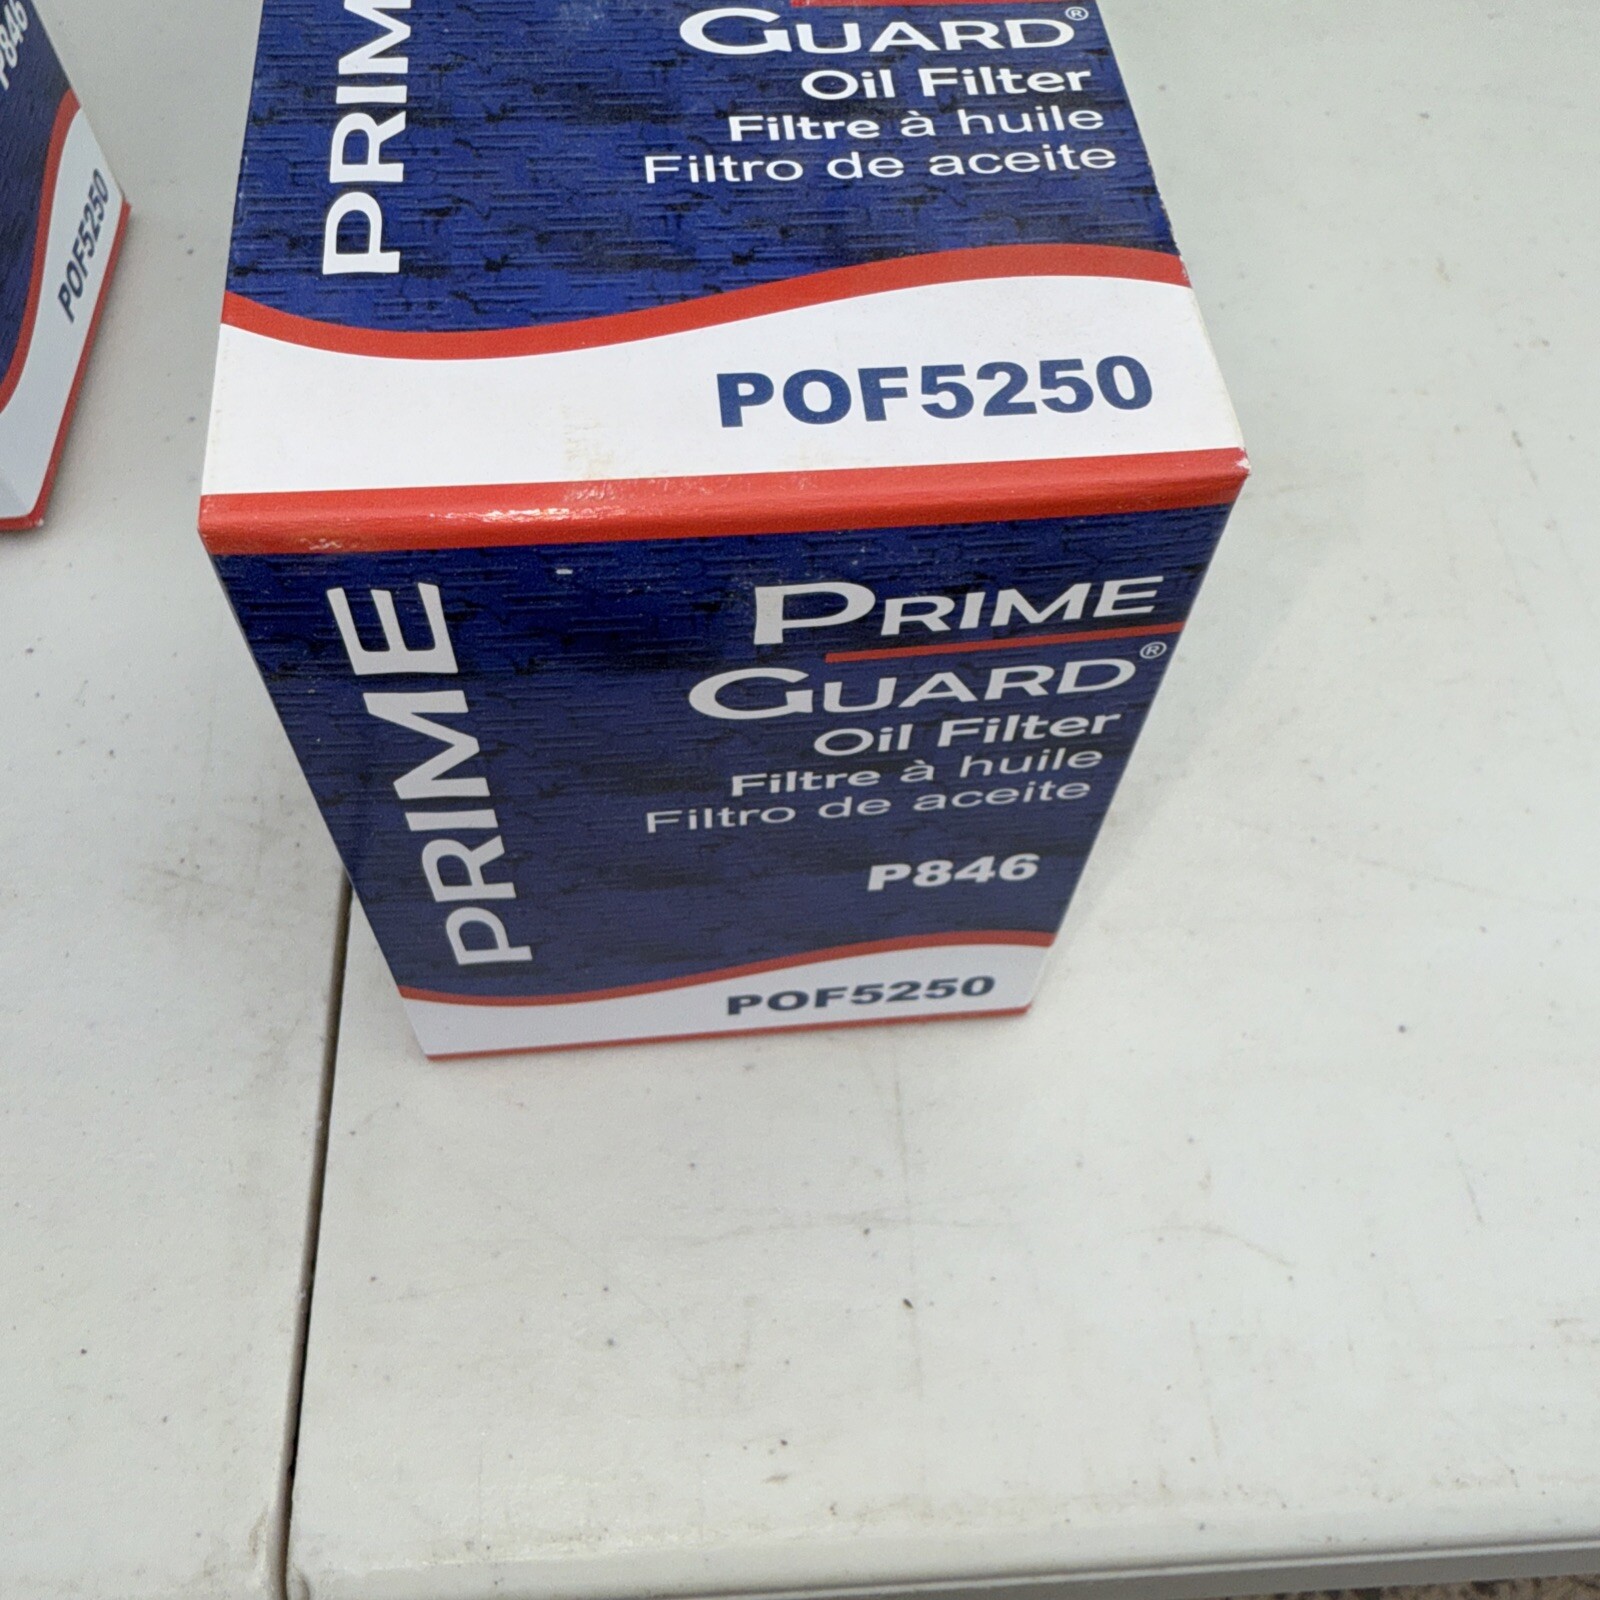 P846
POF5250
PRIM
GUARD®
Oil Filter
Filtre à huile
Filtro de aceite
POF5250
PRIME
PRIME
GUARD®
Oil Filter
Filtre à huile
Filtro de aceite
P846
POF5250